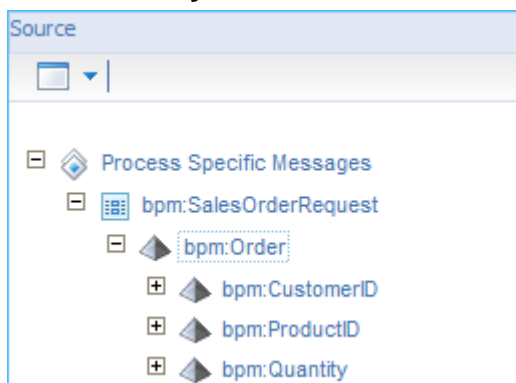 Source
Process Specific Messages
bpm:SalesOrderRequest
bpm:Order
bpm:CustomerID
bpm:ProductID
bpm:Quantity